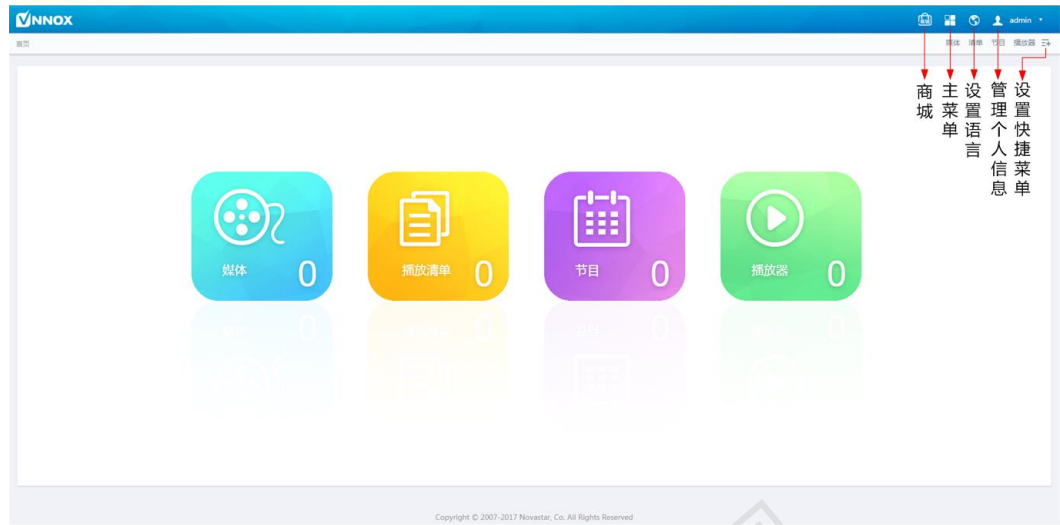 VNNOX
admin
首页
媒体 清单 节目 播放器
商城
主菜单
设置语言
管理个人信息
设置快捷菜单
媒体 0
播放清单 0
节目 0
播放器 0
Copyright © 2007-2017 Novastar, Co. All Rights Reserved